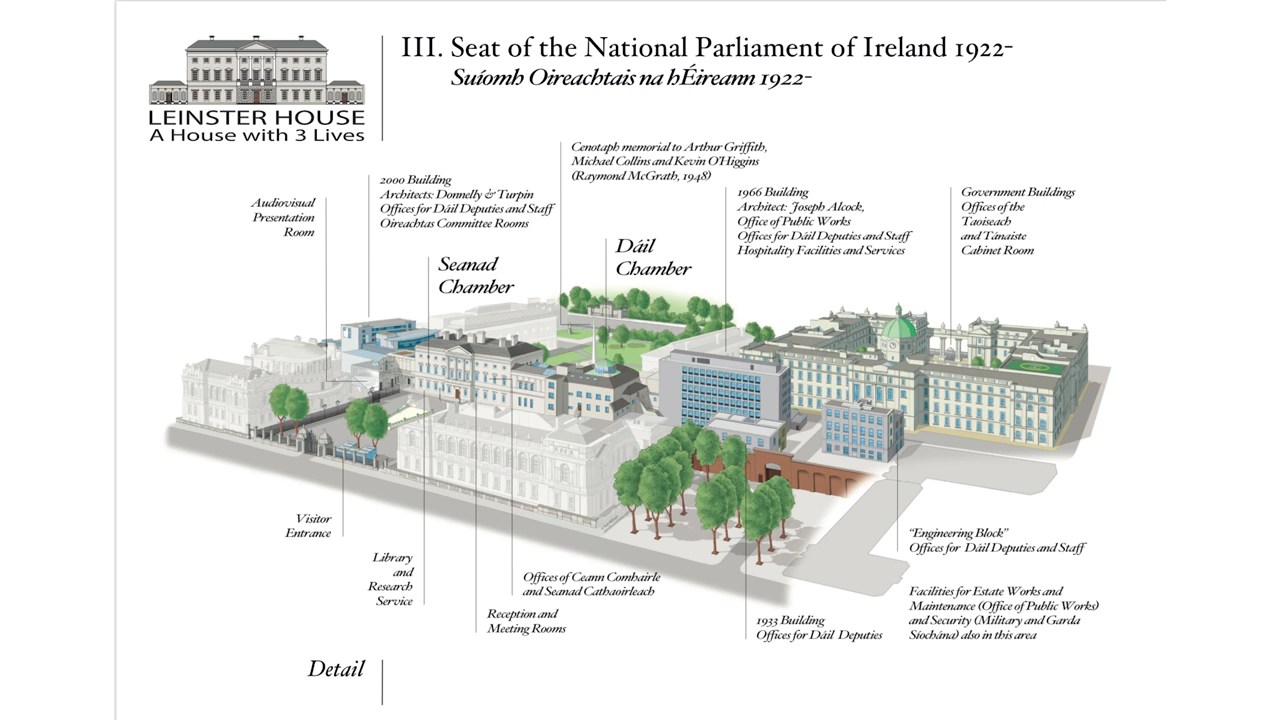 LEINSTER HOUSE
A House with 3 Lives
III. Seat of the National Parliament of Ireland 1922-
Suíomh Oireachtais na hÉireann 1922-
Audiovisual
Presentation
Room
2000 Building
Architects: Donnelly & Turpin
Offices for Dáil Deputies and Staff
Oireachtas Committee Rooms
Seanad
Chamber
Cenotaph memorial to Arthur Griffith,
Michael Collins and Kevin O'Higgins
(Raymond McGrath, 1948)
Dáil
Chamber
1966 Building
Architect: Joseph Alcock,
Office of Public Works
Offices for Dáil Deputies and Staff
Hospitality Facilities and Services
Government Buildings
Offices of the
Taoiseach
and Tánaiste
Cabinet Room
Visitor
Entrance
Library
and
Research
Service
Offices of Ceann Comhairle
and Seanad Cathaoirleach
Reception and
Meeting Rooms
1933 Building
Offices for Dáil Deputies
"Engineering Block"
Offices for Dáil Deputies and Staff
Facilities for Estate Works and
Maintenance (Office of Public Works)
and Security (Military and Garda
Síochána) also in this area
Detail